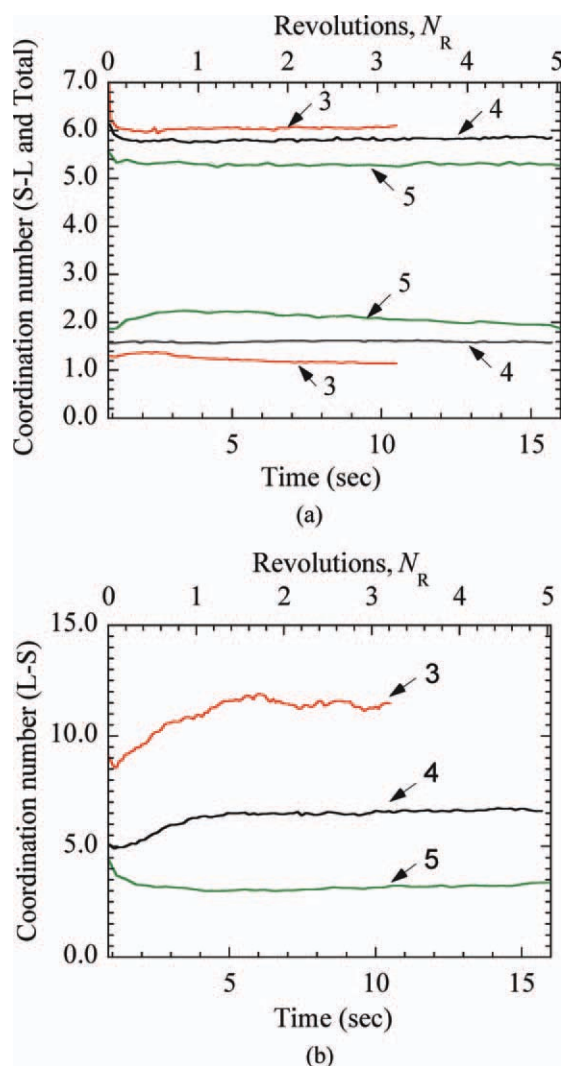 Revolutions, N_R
0 1 2 3 4 5
Coordination number (S-L and Total)
7.0
6.0
5.0
4.0
3.0
2.0
1.0
0.0
3
4
5
5
4
3
5 10 15
Time (sec)
(a)
Revolutions, N_R
0 1 2 3 4 5
Coordination number (L-S)
15.0
10.0
5.0
0.0
3
4
5
5 10 15
Time (sec)
(b)